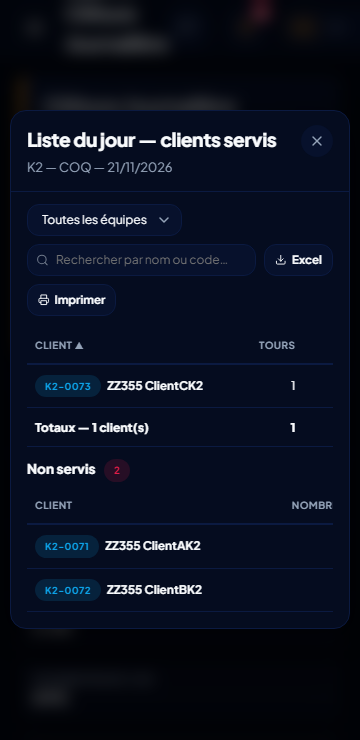 Liste du jour — clients servis
K2 — COQ — 21/11/2026
Toutes les équipes
Rechercher par nom ou code...
Excel
Imprimer
CLIENT ▲ TOURS
K2-0073 ZZ355 ClientCK2 1
Totaux — 1 client(s) 1
Non servis 2
CLIENT NOMBR
K2-0071 ZZ355 ClientAK2
K2-0072 ZZ355 ClientBK2